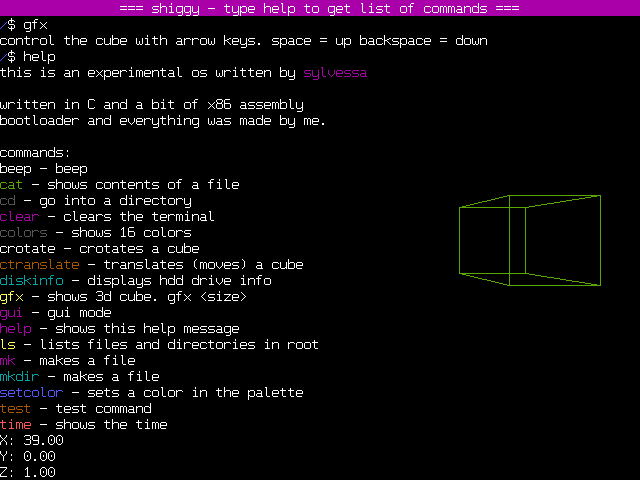 === shiggy - type help to get list of commands ===
/$ gfx
control the cube with arrow keys. space = up backspace = down
/$ help
this is an experimental os written by sylvessa
written in C and a bit of x86 assembly
bootloader and everything was made by me.
commands:
beep - beep
cat - shows contents of a file
cd - go into a directory
clear - clears the terminal
colors - shows 16 colors
crotate - crotates a cube
ctranslate - translates (moves) a cube
diskinfo - displays hdd drive info
gfx - shows 3d cube. gfx <size>
gui - gui mode
help - shows this help message
ls - lists files and directories in root
mk - makes a file
mkdir - makes a file
setcolor - sets a color in the palette
test - test command
time - shows the time
X: 39.00
Y: 0.00
Z: 1.00